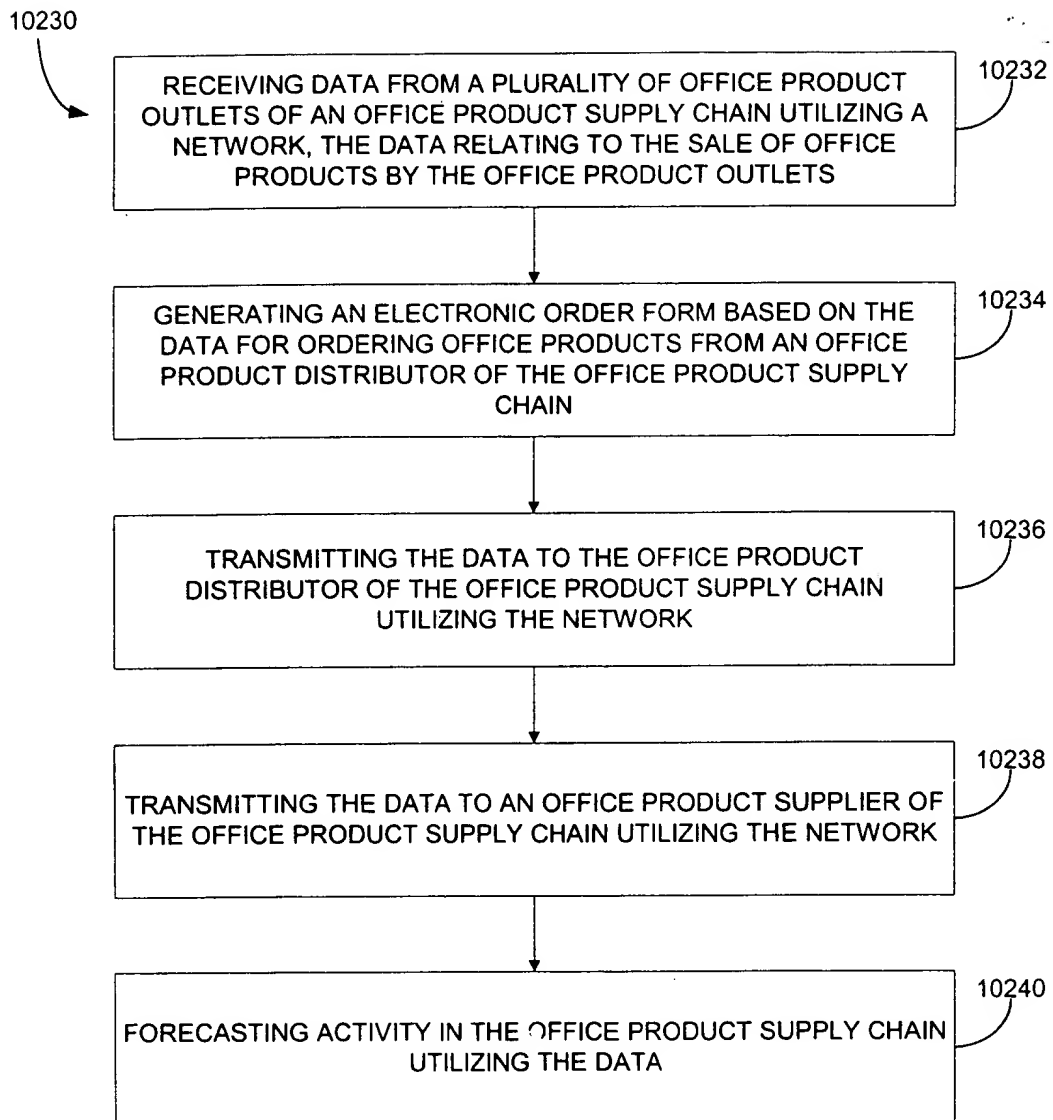 10230
RECEIVING DATA FROM A PLURALITY OF OFFICE PRODUCT
OUTLETS OF AN OFFICE PRODUCT SUPPLY CHAIN UTILIZING A
NETWORK, THE DATA RELATING TO THE SALE OF OFFICE
PRODUCTS BY THE OFFICE PRODUCT OUTLETS
10232
GENERATING AN ELECTRONIC ORDER FORM BASED ON THE
DATA FOR ORDERING OFFICE PRODUCTS FROM AN OFFICE
PRODUCT DISTRIBUTOR OF THE OFFICE PRODUCT SUPPLY
CHAIN
10234
TRANSMITTING THE DATA TO THE OFFICE PRODUCT
DISTRIBUTOR OF THE OFFICE PRODUCT SUPPLY CHAIN
UTILIZING THE NETWORK
10236
TRANSMITTING THE DATA TO AN OFFICE PRODUCT SUPPLIER OF
THE OFFICE PRODUCT SUPPLY CHAIN UTILIZING THE NETWORK
10238
FORECASTING ACTIVITY IN THE OFFICE PRODUCT SUPPLY CHAIN
UTILIZING THE DATA
10240